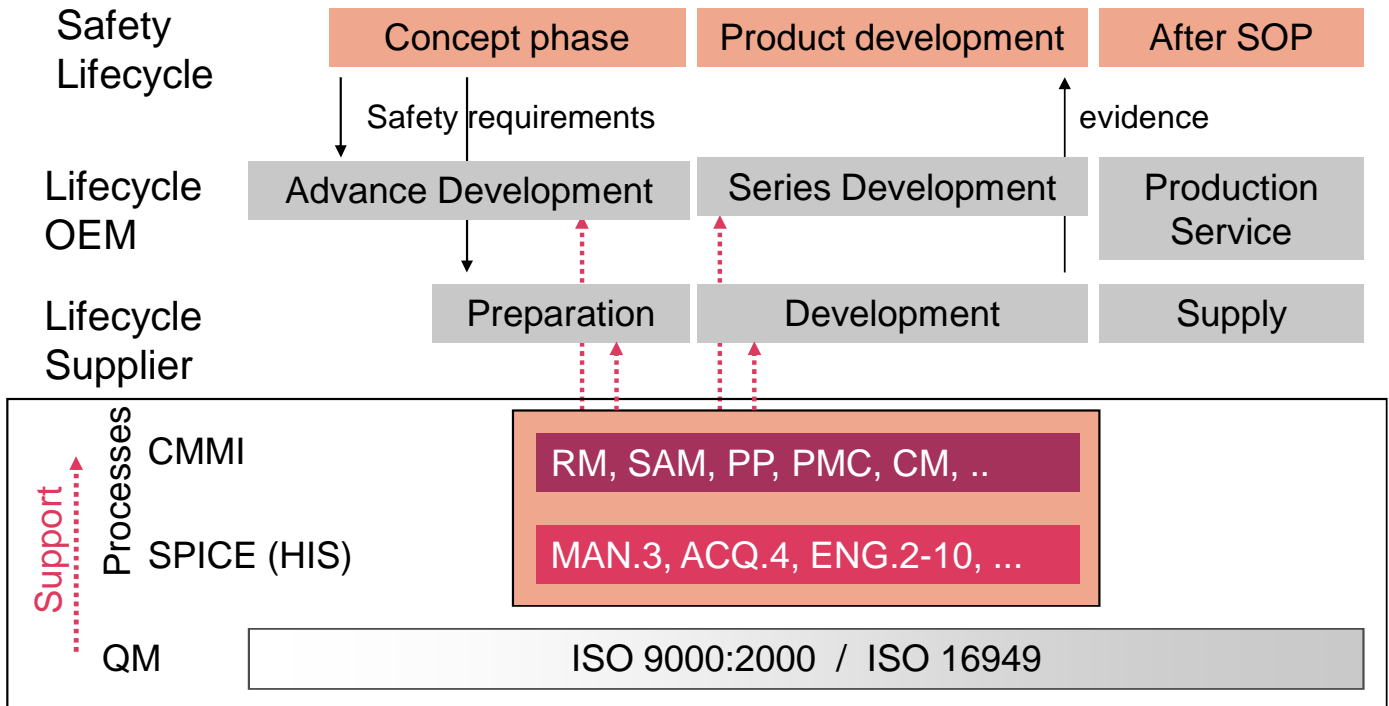 Safety
Lifecycle
Concept phase
Product development
After SOP
Safety requirements
evidence
Lifecycle
OEM
Advance Development
Series Development
Production
Service
Lifecycle
Supplier
Preparation
Development
Supply
Support
Processes
CMMI
RM, SAM, PP, PMC, CM, ..
SPICE (HIS)
MAN.3, ACQ.4, ENG.2-10, ...
QM
ISO 9000:2000 / ISO 16949